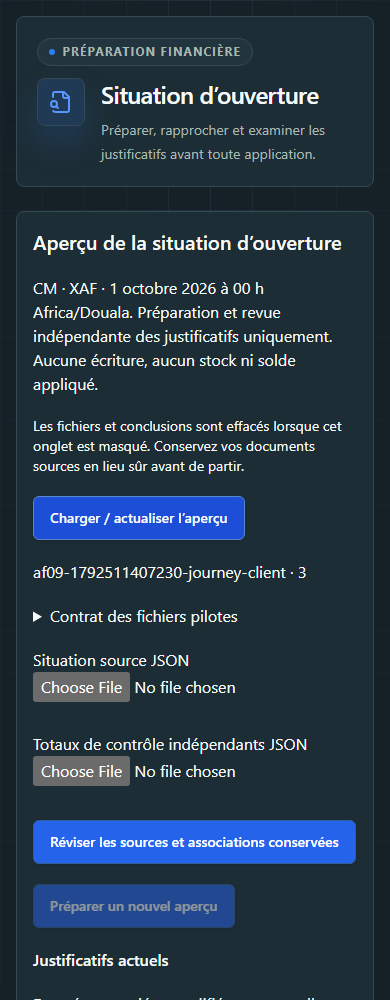 PRÉPARATION FINANCIÈRE
Situation d’ouverture
Préparer, rapprocher et examiner les
justificatifs avant toute application.
Aperçu de la situation d’ouverture
CM · XAF · 1 octobre 2026 à 00 h
Africa/Douala. Préparation et revue
indépendante des justificatifs uniquement.
Aucune écriture, aucun stock ni solde
appliqué.
Les fichiers et conclusions sont effacés lorsque cet
onglet est masqué. Conservez vos documents
sources en lieu sûr avant de partir.
Charger / actualiser l’aperçu
af09-1792511407230-journey-client · 3
Contrat des fichiers pilotes
Situation source JSON
Choose File No file chosen
Totaux de contrôle indépendants JSON
Choose File No file chosen
Réviser les sources et associations conservées
Préparer un nouvel aperçu
Justificatifs actuels